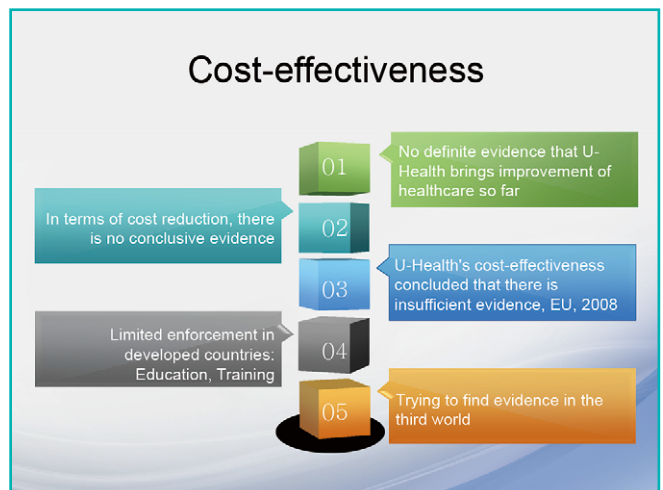 Cost-effectiveness
01
No definite evidence that U-
Health brings improvement of
healthcare so far
02
In terms of cost reduction, there
is no conclusive evidence
03
U-Health's cost-effectiveness
concluded that there is
insufficient evidence, EU, 2008
04
Limited enforcement in
developed countries:
Education, Training
05
Trying to find evidence in the
third world